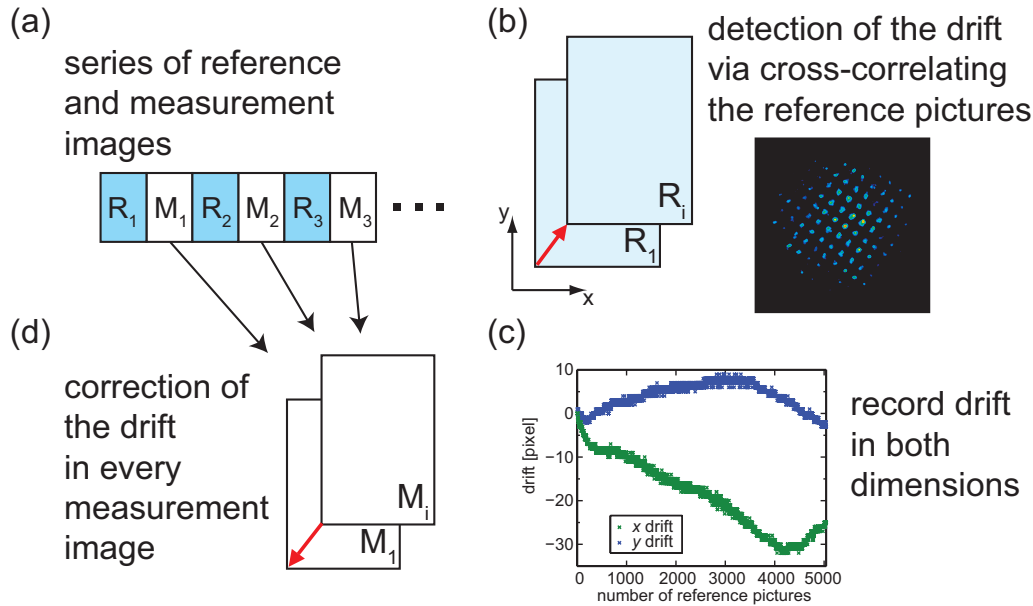 (a)
series of reference
and measurement
images
R₁ M₁ R₂ M₂ R₃ M₃ ...
(b)
detection of the drift
via cross-correlating
the reference pictures
Rᵢ
R₁
y
x
(d)
correction of
the drift
in every
measurement
image
Mᵢ
M₁
(c)
10
0
−10
−20
−30
drift [pixel]
x drift
y drift
0 1000 2000 3000 4000 5000
number of reference pictures
record drift
in both
dimensions